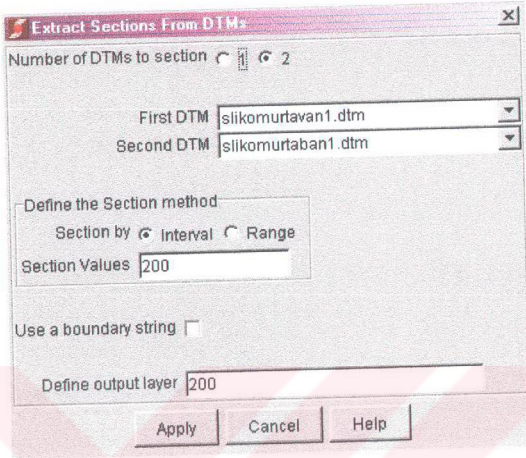 Extract Sections From DTMs
Number of DTMs to section 1 2
First DTM slikomurtavan1.dtm
Second DTM slikomurtaban1.dtm
Define the Section method
Section by Interval Range
Section Values 200
Use a boundary string
Define output layer 200
Apply Cancel Help